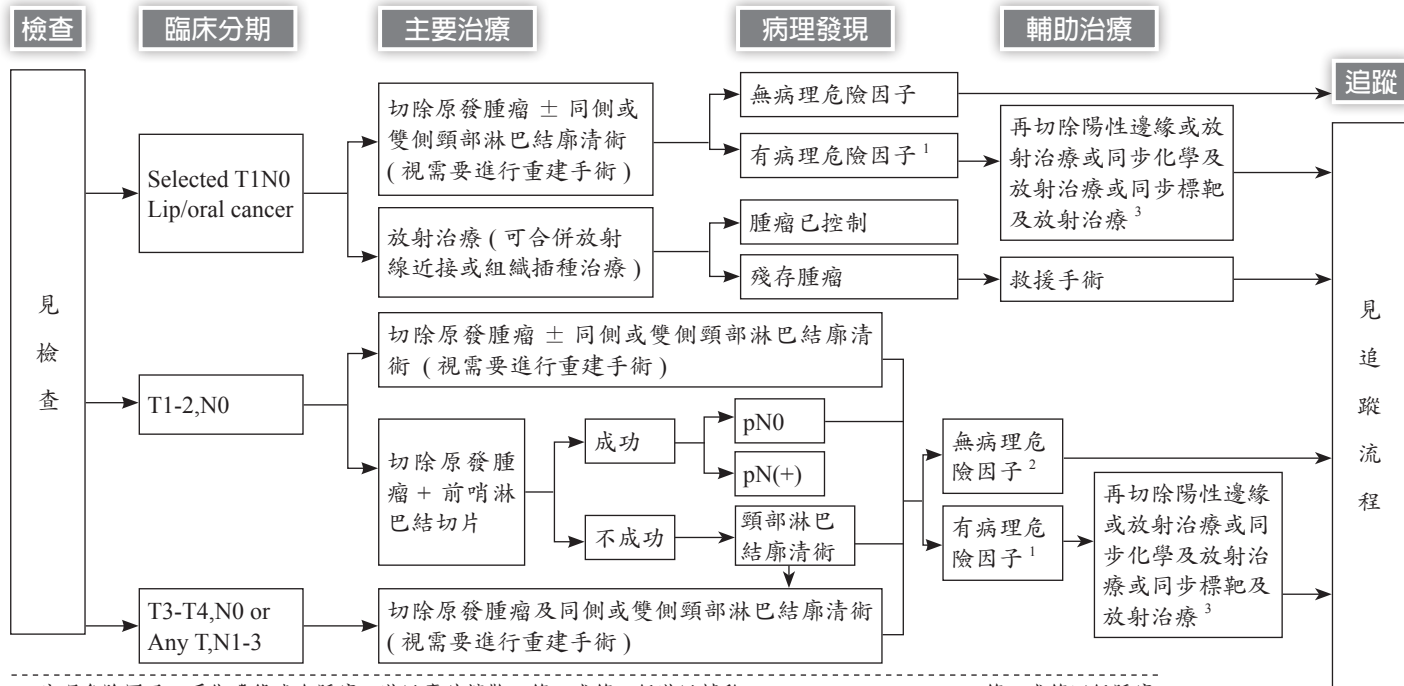 檢查
臨床分期
主要治療
病理發現
輔助治療
追蹤
見
檢
查
Selected T1N0
Lip/oral cancer
切除原發腫瘤 ± 同側或
雙側頸部淋巴結廓清術
( 視需要進行重建手術 )
無病理危險因子
有病理危險因子 1
再切除陽性邊緣或放
射治療或同步化學及
放射治療或同步標靶
及放射治療 3
放射治療 ( 可合併放射
線近接或組織插種治療 )
腫瘤已控制
殘存腫瘤
救援手術
T1-2,N0
切除原發腫瘤 ± 同側或雙側頸部淋巴結廓清
術 ( 視需要進行重建手術 )
切除原發腫
瘤 + 前哨淋
巴結切片
成功
不成功
pN0
pN(+)
頸部淋巴
結廓清術
無病理危
險因子 2
有病理危
險因子 1
再切除陽性邊緣
或放射治療或同
步化學及放射治
療或同步標靶及
放射治療 3
T3-T4,N0 or
Any T,N1-3
切除原發腫瘤及同側或雙側頸部淋巴結廓清術
( 視需要進行重建手術 )
見
追
蹤
流
程